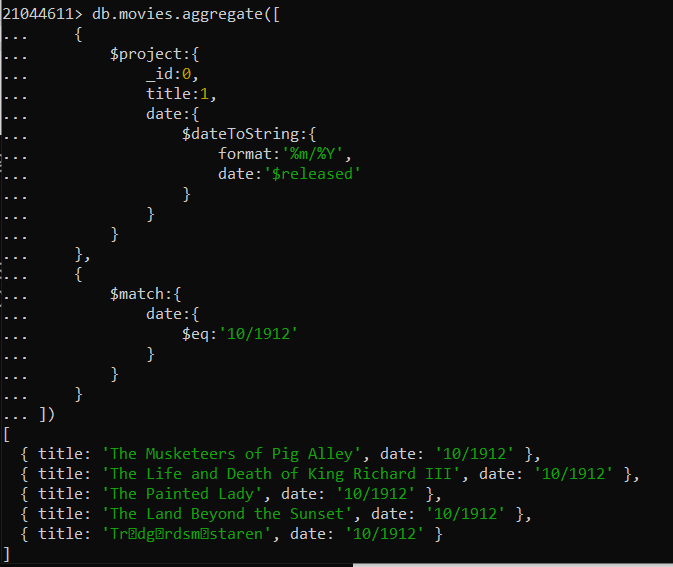 21044611> db.movies.aggregate([
...     {
...         $project:{
...             _id:0,
...             title:1,
...             date:{
...                 $dateToString:{
...                     format:'%m/%Y',
...                     date:'$released'
...                 }
...             }
...         }
...     },
...     {
...         $match:{
...             date:{
...                 $eq:'10/1912'
...             }
...         }
...     }
... ])
[
  { title: 'The Musketeers of Pig Alley', date: '10/1912' },
  { title: 'The Life and Death of King Richard III', date: '10/1912' },
  { title: 'The Painted Lady', date: '10/1912' },
  { title: 'The Land Beyond the Sunset', date: '10/1912' },
  { title: 'Tr�dg�rdsm�staren', date: '10/1912' }
]